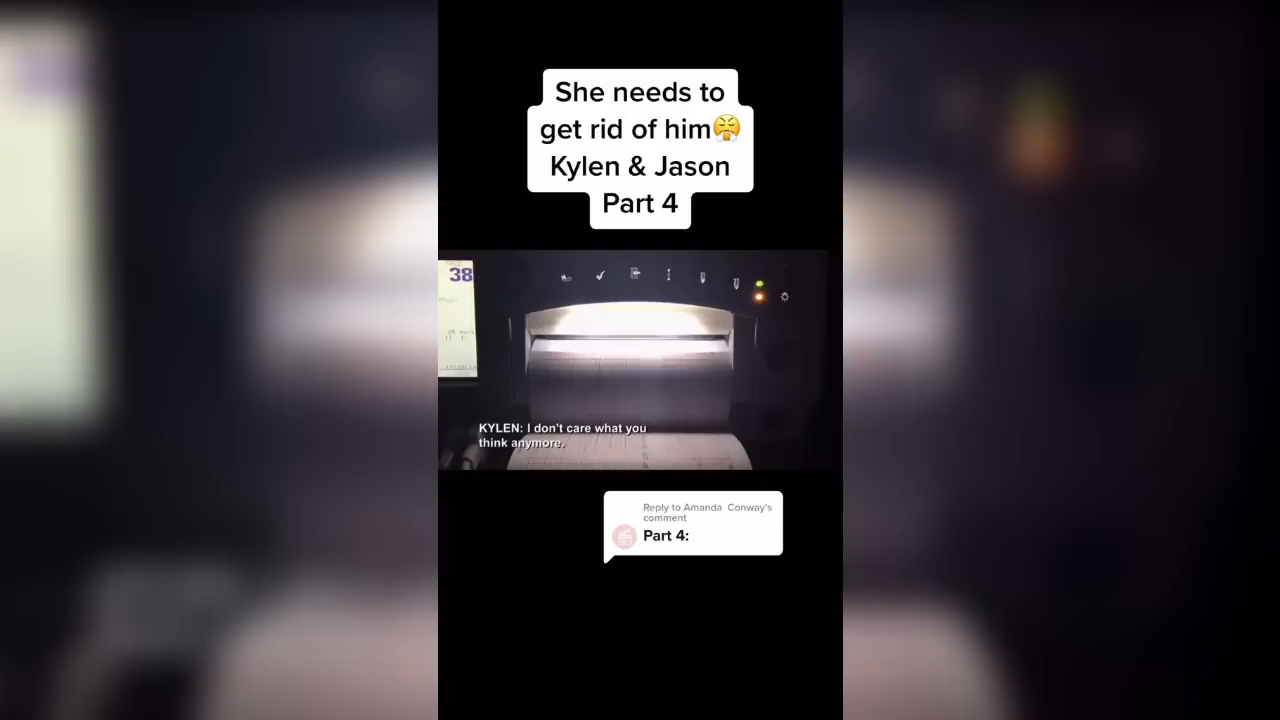 She needs to
get rid of him😤
Kylen & Jason
Part 4
38
KYLEN: I don't care what you
think anymore.
Reply to Amanda Conway's
comment
Part 4: